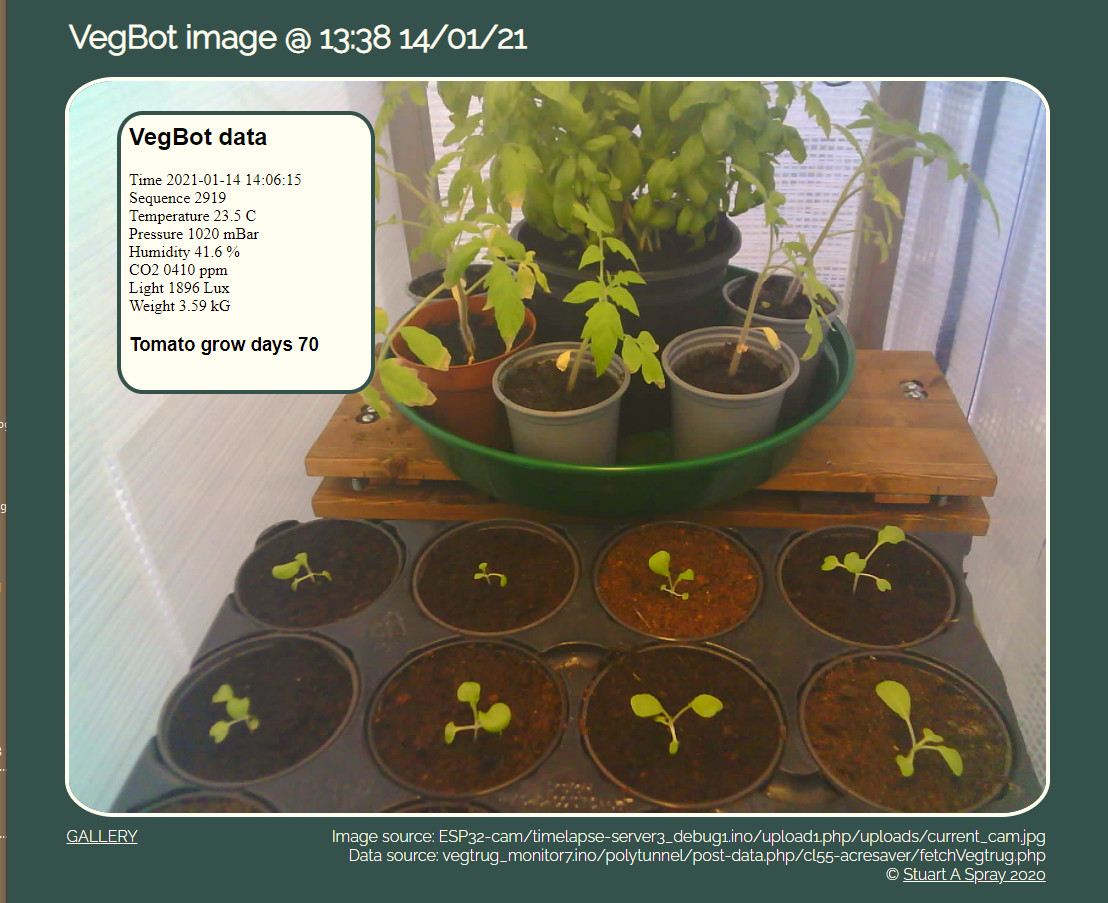 VegBot image @ 13:38 14/01/21
VegBot data
Time 2021-01-14 14:06:15
Sequence 2919
Temperature 23.5 C
Pressure 1020 mBar
Humidity 41.6 %
CO2 0410 ppm
Light 1896 Lux
Weight 3.59 kG
Tomato grow days 70
GALLERY
Image source: ESP32-cam/timelapse-server3_debug1.ino/upload1.php/uploads/current_cam.jpg
Data source: vegtrug_monitor7.ino/polytunnel/post-data.php/cl55-acresaver/fetchVegtrug.php
© Stuart A Spray 2020